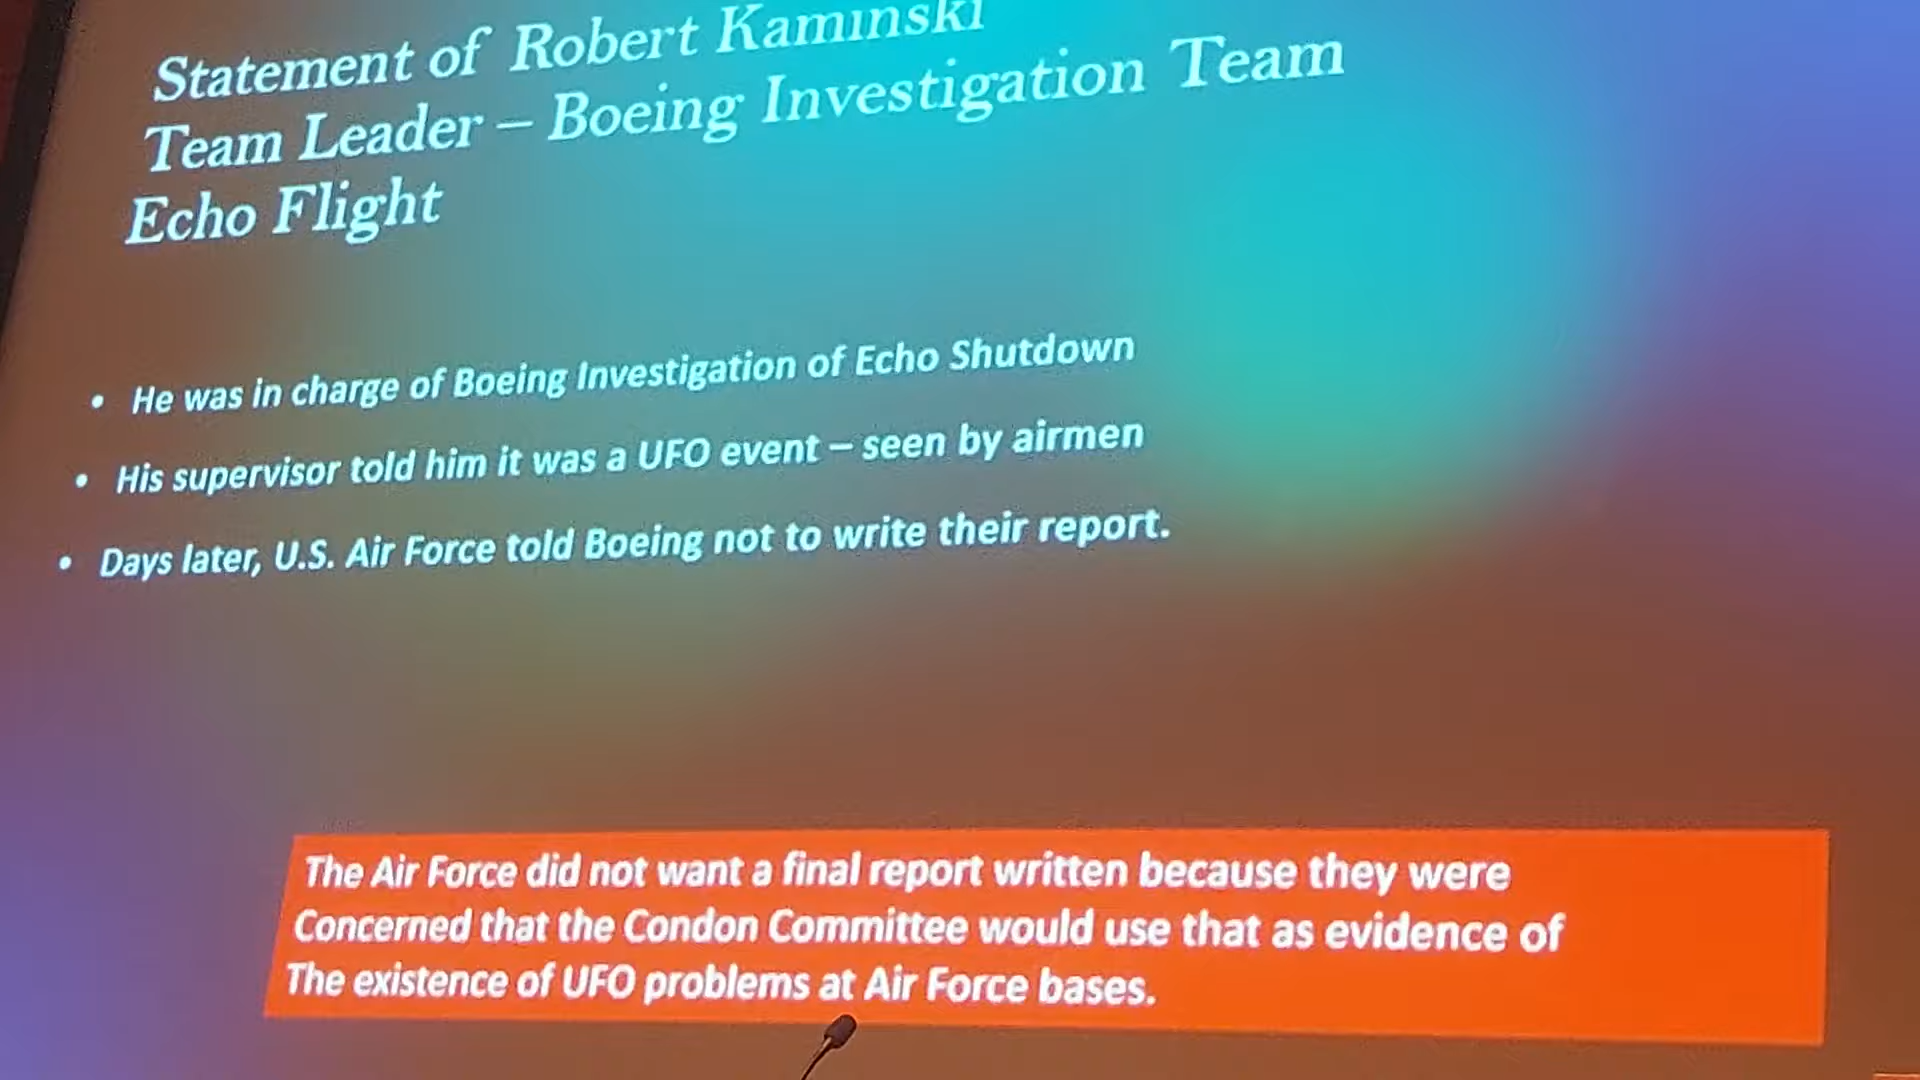 Statement of Robert Kaminski
Team Leader – Boeing Investigation Team
Echo Flight
• He was in charge of Boeing Investigation of Echo Shutdown
• His supervisor told him it was a UFO event – seen by airmen
• Days later, U.S. Air Force told Boeing not to write their report.
The Air Force did not want a final report written because they were
Concerned that the Condon Committee would use that as evidence of
The existence of UFO problems at Air Force bases.